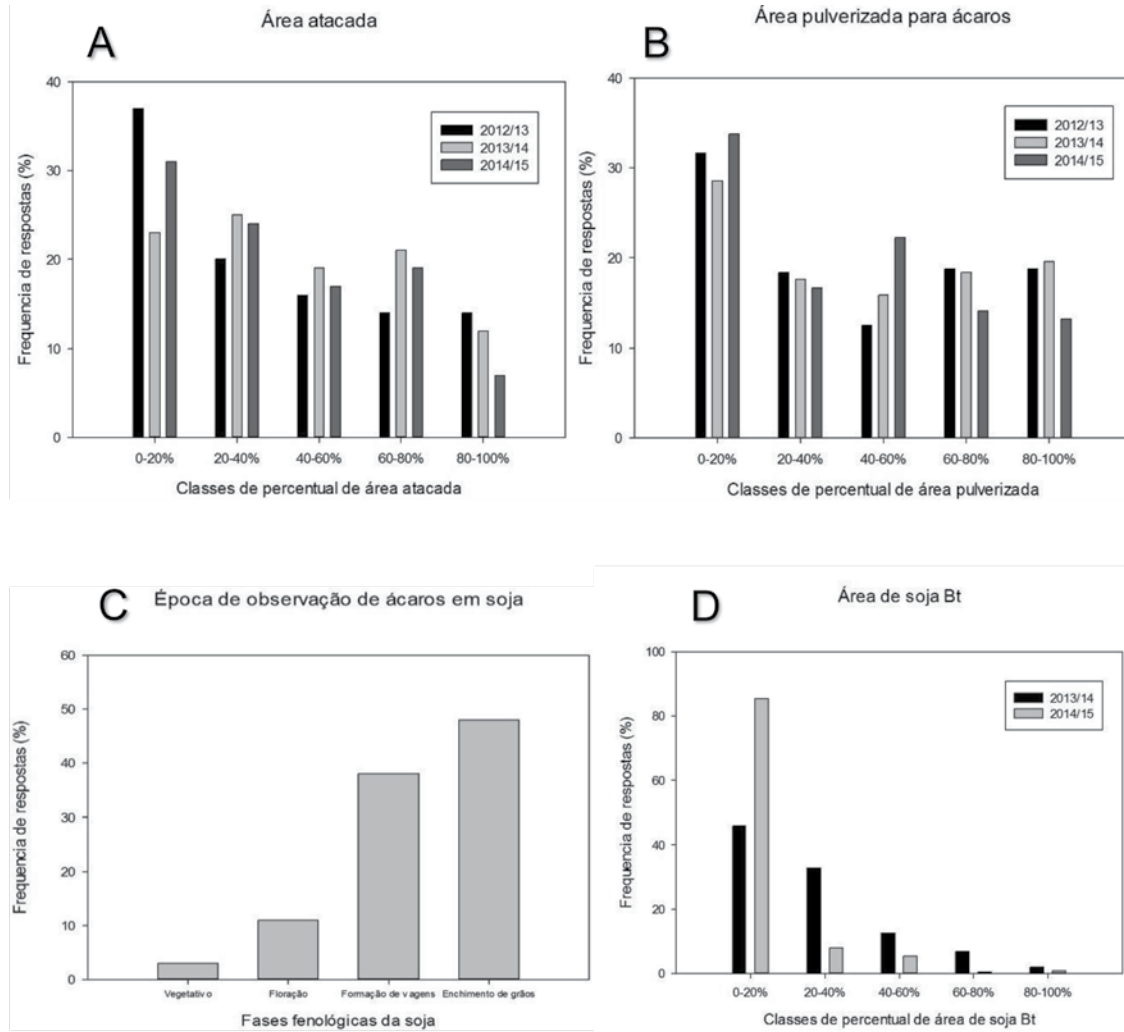 Área atacada
A
Frequencia de respostas (%)
40
30
20
10
0
2012/13
2013/14
2014/15
0-20%
20-40%
40-60%
60-80%
80-100%
Classes de percentual de área atacada
Área pulverizada para ácaros
B
Frequencia de respostas (%)
40
30
20
10
0
2012/13
2013/14
2014/15
0-20%
20-40%
40-60%
60-80%
80-100%
Classes de percentual de área pulverizada
C
Época de observação de ácaros em soja
Frequencia de respostas (%)
60
50
40
30
20
10
0
Vegetativo
Floração
Formação de vagens
Enchimento de grãos
Fases fenológicas da soja
D
Área de soja Bt
Frequencia de respostas (%)
100
80
60
40
20
0
2013/14
2014/15
0-20%
20-40%
40-60%
60-80%
80-100%
Classes de percentual de área de soja Bt